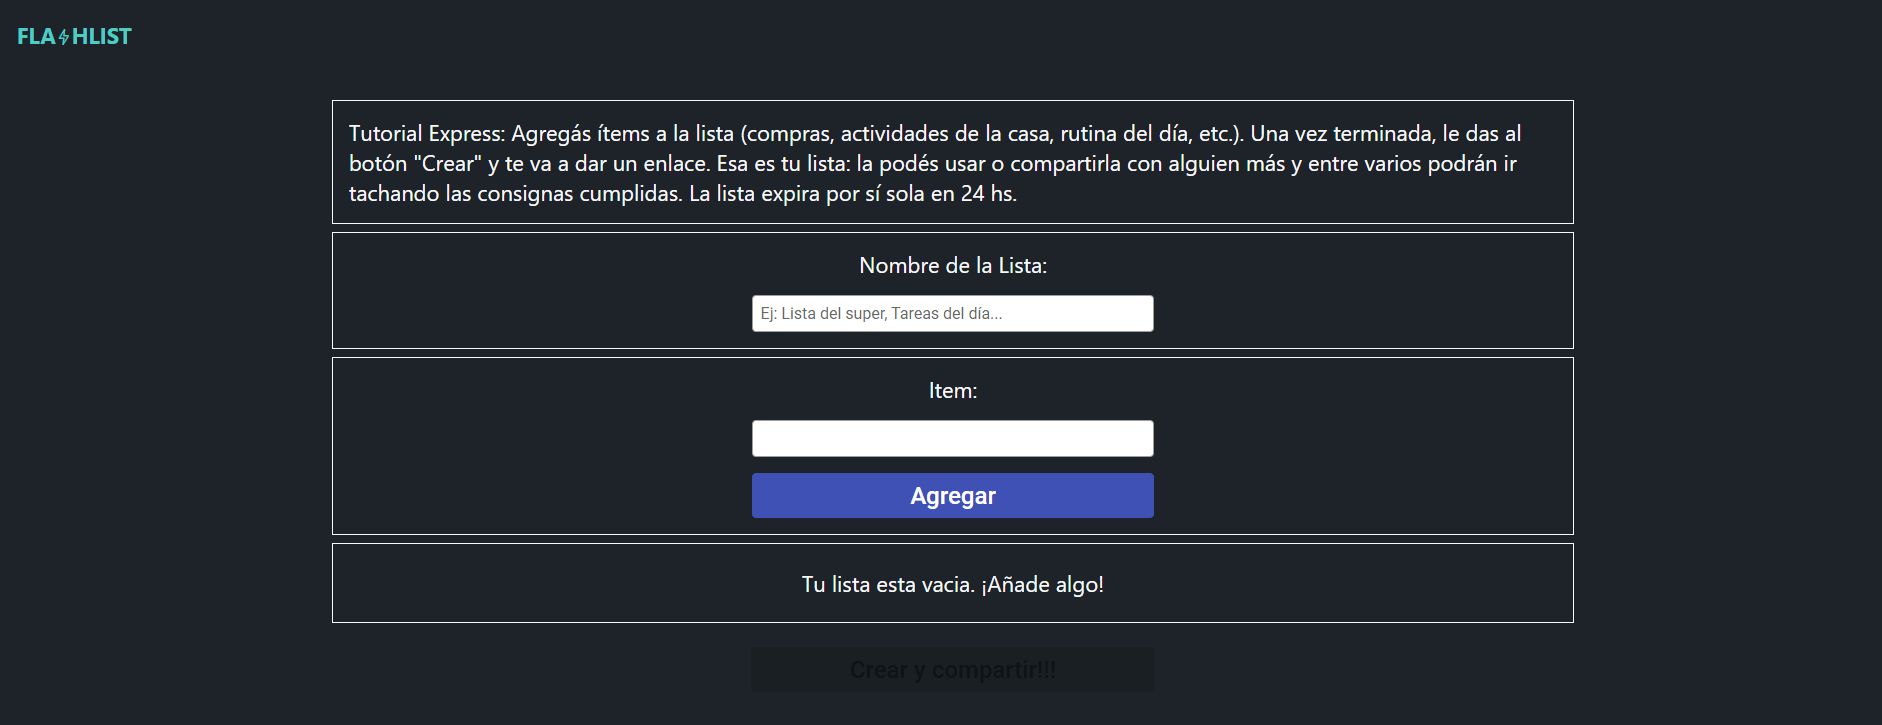 FLA⚡HLIST
Tutorial Express: Agregás ítems a la lista (compras, actividades de la casa, rutina del día, etc.). Una vez terminada, le das al
botón "Crear" y te va a dar un enlace. Esa es tu lista: la podés usar o compartirla con alguien más y entre varios podrán ir
tachando las consignas cumplidas. La lista expira por sí sola en 24 hs.
Nombre de la Lista:
Ej: Lista del super, Tareas del día...
Item:
Agregar
Tu lista esta vacia. ¡Añade algo!
Crear y compartir!!!